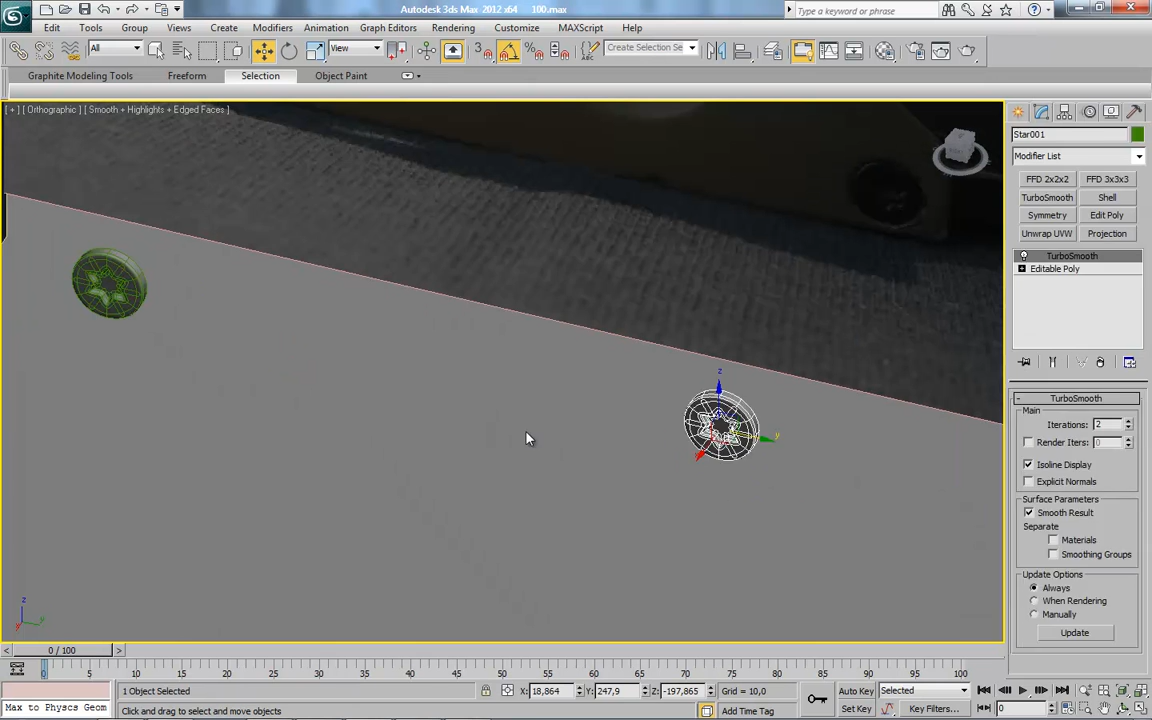 Autodesk 3ds Max 2012 x64 100.max
Type a keyword or phrase
Edit Tools Group Views Create Modifiers Animation Graph Editors Rendering Customize MAXScript Help
All View 3 Create Selection Se
Graphite Modeling Tools Freeform Selection Object Paint
[ + ] [ Orthographic ] [ Smooth + Highlights + Edged Faces ]
Star001
Modifier List
FFD 2x2x2 FFD 3x3x3
TurboSmooth Shell
Symmetry Edit Poly
Unwrap UVW Projection
TurboSmooth
Editable Poly
z
y
x
- TurboSmooth
Main
Iterations: 2
Render Iters: 0
Isoline Display
Explicit Normals
Surface Parameters
Smooth Result
Separate
Materials
Smoothing Groups
Update Options
Always
When Rendering
Manually
Update
z
y
x
< 0 / 100 >
0 5 10 15 20 25 30 35 40 45 50 55 60 65 70 75 80 85 90 95 100
1 Object Selected X: 18,864 Y: 247,9 Z: -197,865 Grid = 10,0 Auto Key Selected
Max to Physcs Geom Click and drag to select and move objects Add Time Tag Set Key Key Filters... 0